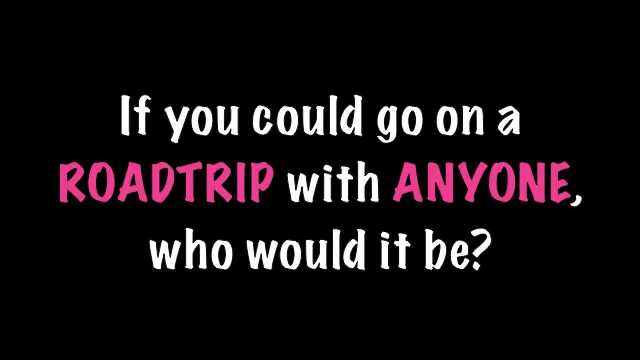 If you could go on a
ROADTRIP with ANYONE,
who would it be?